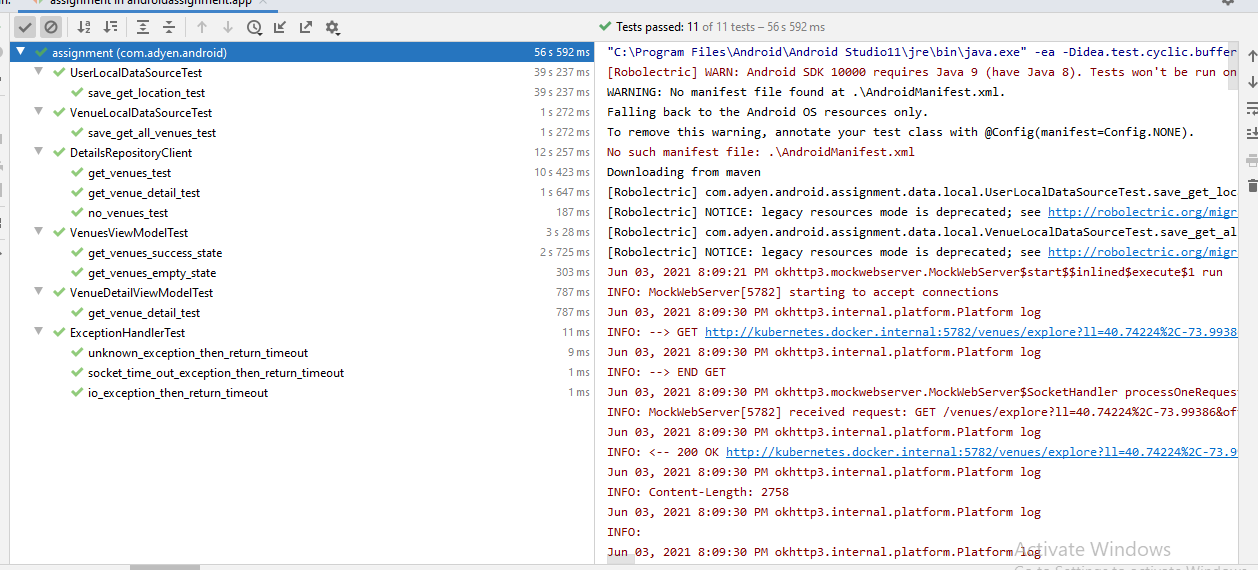 assignment in androidassignment.app
Tests passed: 11 of 11 tests – 56 s 592 ms
assignment (com.adyen.android) 56 s 592 ms
UserLocalDataSourceTest 39 s 237 ms
save_get_location_test 39 s 237 ms
VenueLocalDataSourceTest 1 s 272 ms
save_get_all_venues_test 1 s 272 ms
DetailsRepositoryClient 12 s 257 ms
get_venues_test 10 s 423 ms
get_venue_detail_test 1 s 647 ms
no_venues_test 187 ms
VenuesViewModelTest 3 s 28 ms
get_venues_success_state 2 s 725 ms
get_venues_empty_state 303 ms
VenueDetailViewModelTest 787 ms
get_venue_detail_test 787 ms
ExceptionHandlerTest 11 ms
unknown_exception_then_return_timeout 9 ms
socket_time_out_exception_then_return_timeout 1 ms
io_exception_then_return_timeout 1 ms
"C:\Program Files\Android\Android Studio11\jre\bin\java.exe" -ea -Didea.test.cyclic.buffer
[Robolectric] WARN: Android SDK 10000 requires Java 9 (have Java 8). Tests won't be run on
WARNING: No manifest file found at .\AndroidManifest.xml.
Falling back to the Android OS resources only.
To remove this warning, annotate your test class with @Config(manifest=Config.NONE).
No such manifest file: .\AndroidManifest.xml
Downloading from maven
[Robolectric] com.adyen.android.assignment.data.local.UserLocalDataSourceTest.save_get_loc
[Robolectric] NOTICE: legacy resources mode is deprecated; see http://robolectric.org/migr
[Robolectric] com.adyen.android.assignment.data.local.VenueLocalDataSourceTest.save_get_al
[Robolectric] NOTICE: legacy resources mode is deprecated; see http://robolectric.org/migr
Jun 03, 2021 8:09:21 PM okhttp3.mockwebserver.MockWebServer$start$$inlined$execute$1 run
INFO: MockWebServer[5782] starting to accept connections
Jun 03, 2021 8:09:30 PM okhttp3.internal.platform.Platform log
INFO: --> GET http://kubernetes.docker.internal:5782/venues/explore?ll=40.74224%2C-73.9938
Jun 03, 2021 8:09:30 PM okhttp3.internal.platform.Platform log
INFO: --> END GET
Jun 03, 2021 8:09:30 PM okhttp3.mockwebserver.MockWebServer$SocketHandler processOneReques
INFO: MockWebServer[5782] received request: GET /venues/explore?ll=40.74224%2C-73.99386&of
Jun 03, 2021 8:09:30 PM okhttp3.internal.platform.Platform log
INFO: <-- 200 OK http://kubernetes.docker.internal:5782/venues/explore?ll=40.74224%2C-73.9
Jun 03, 2021 8:09:30 PM okhttp3.internal.platform.Platform log
INFO: Content-Length: 2758
Jun 03, 2021 8:09:30 PM okhttp3.internal.platform.Platform log
INFO:
Jun 03, 2021 8:09:30 PM okhttp3.internal.platform.Platform log
Activate Windows
Go to Settings to activate Windows